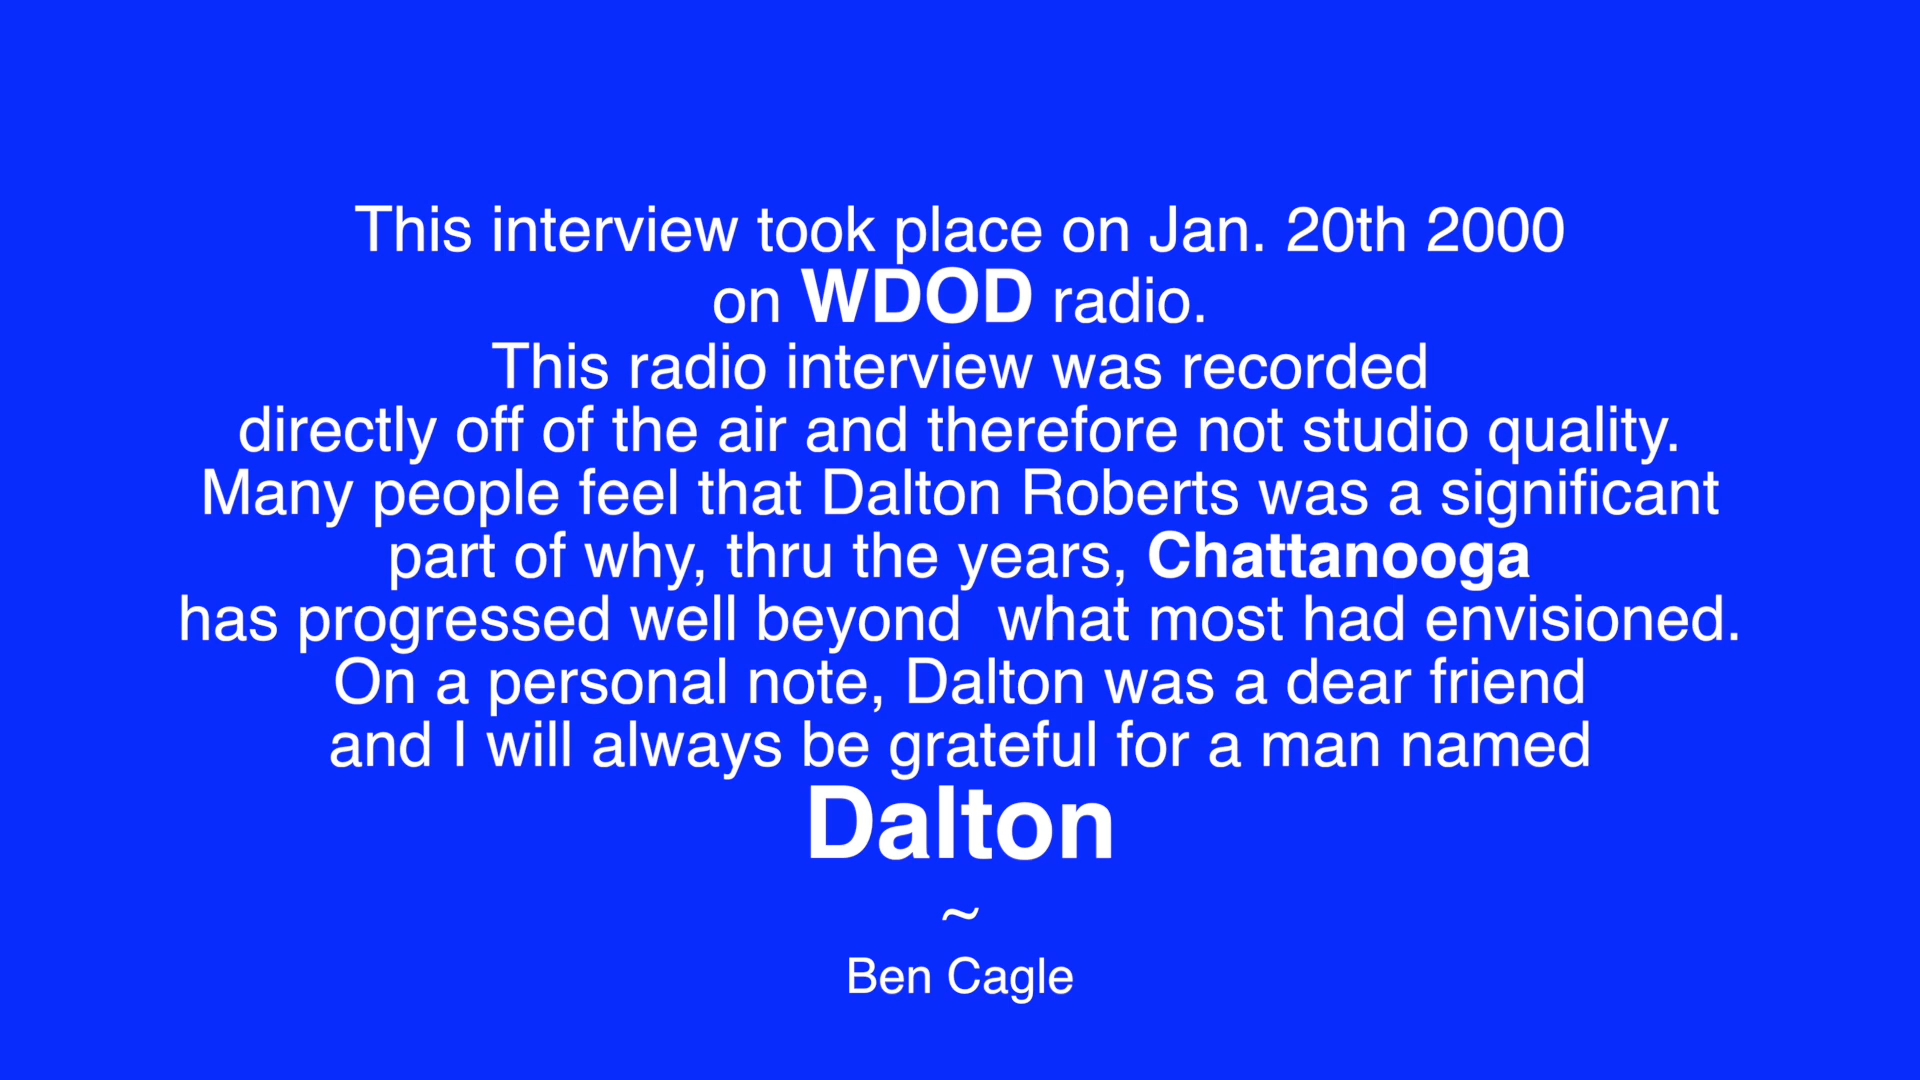 This interview took place on Jan. 20th 2000
on WDOD radio.
This radio interview was recorded
directly off of the air and therefore not studio quality.
Many people feel that Dalton Roberts was a significant
part of why, thru the years, Chattanooga
has progressed well beyond  what most had envisioned.
On a personal note, Dalton was a dear friend
and I will always be grateful for a man named
Dalton
~
Ben Cagle